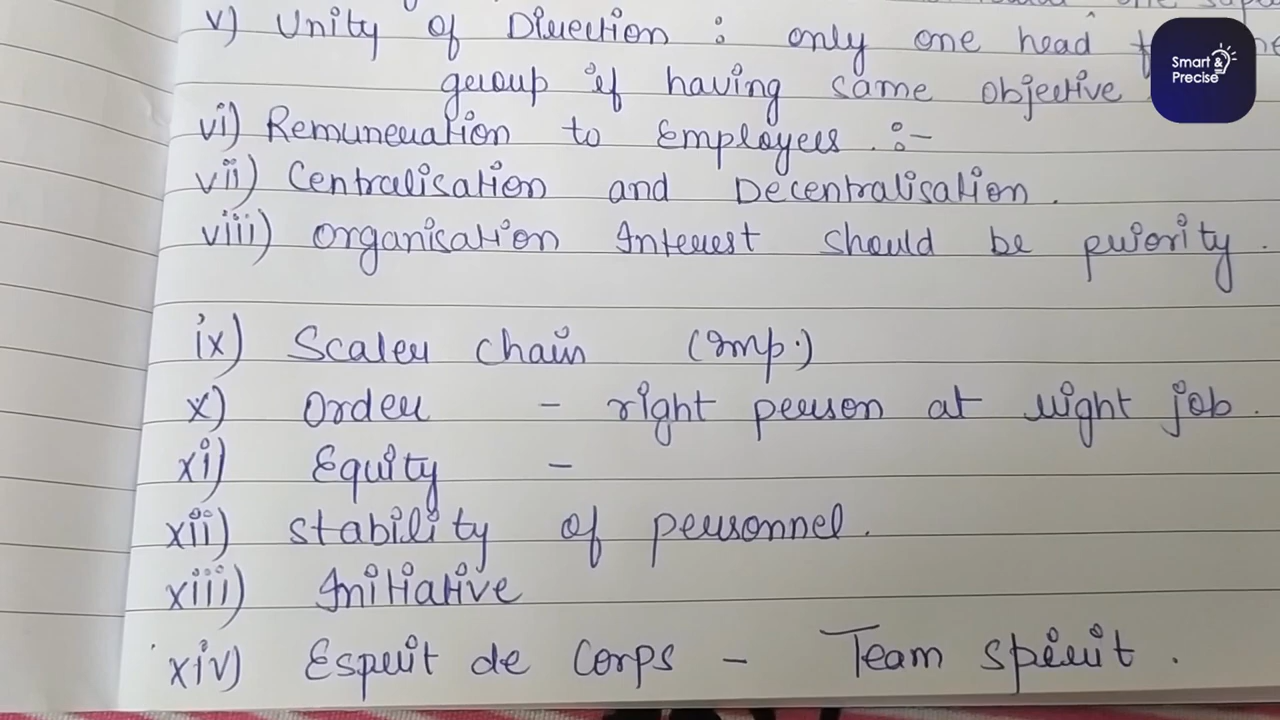 one
v) Unity of Direction : only one head
Smart &
Precise
group if having same objective
vi) Remuneration to Employees :-
vii) Centralisation and Decentralisation.
viii) Organisation Interest should be priority.
ix) Scaler chain (Imp.)
x) Order - right person at right job.
xi) Equity -
xii) Stability of personnel.
xiii) Initiative
xiv) Esprit de Corps - Team spirit.